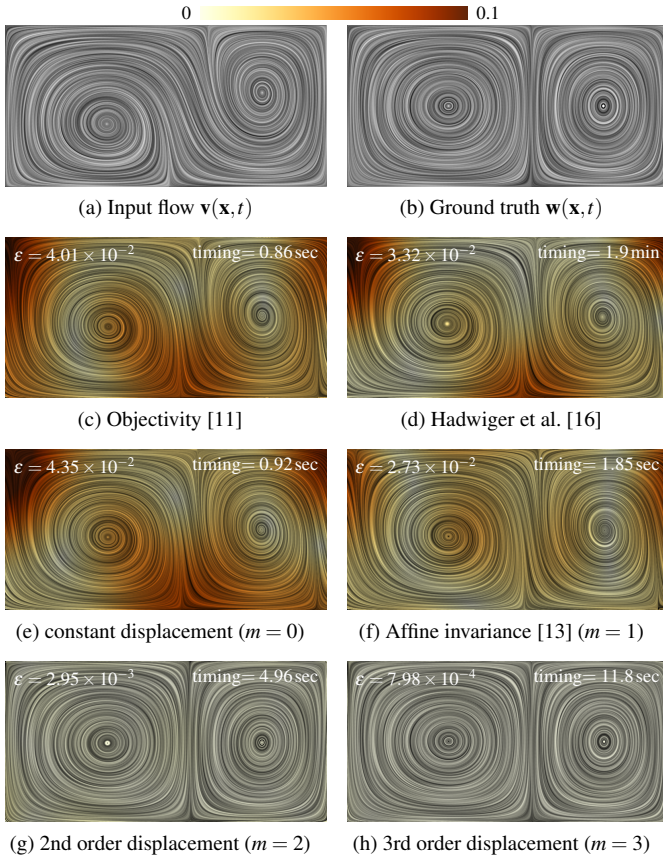 0 0.1
(a) Input flow v(x,t)
(b) Ground truth w(x,t)
ε = 4.01 × 10⁻² timing= 0.86 sec
ε = 3.32 × 10⁻² timing= 1.9 min
(c) Objectivity [11]
(d) Hadwiger et al. [16]
ε = 4.35 × 10⁻² timing= 0.92 sec
ε = 2.73 × 10⁻² timing= 1.85 sec
(e) constant displacement (m = 0)
(f) Affine invariance [13] (m = 1)
ε = 2.95 × 10⁻³ timing= 4.96 sec
ε = 7.98 × 10⁻⁴ timing= 11.8 sec
(g) 2nd order displacement (m = 2)
(h) 3rd order displacement (m = 3)